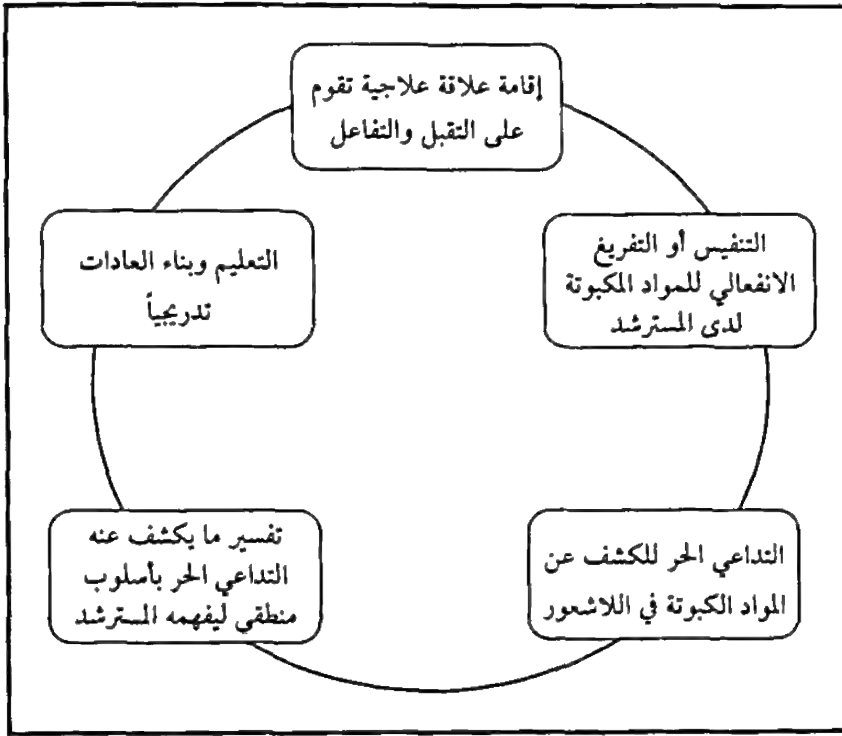 إقامة علاقة علاجية تقوم
على التقبل والتفاعل
التنفيس أو التفريغ
الانفعالي للمواد المكبوتة
لدى المسترشد
التداعي الحر للكشف عن
المواد الكبوتة في اللاشعور
تفسير ما يكشف عنه
التداعي الحر بأسلوب
منطقي ليفهمه المسترشد
التعليم وبناء العادات
تدريجياً